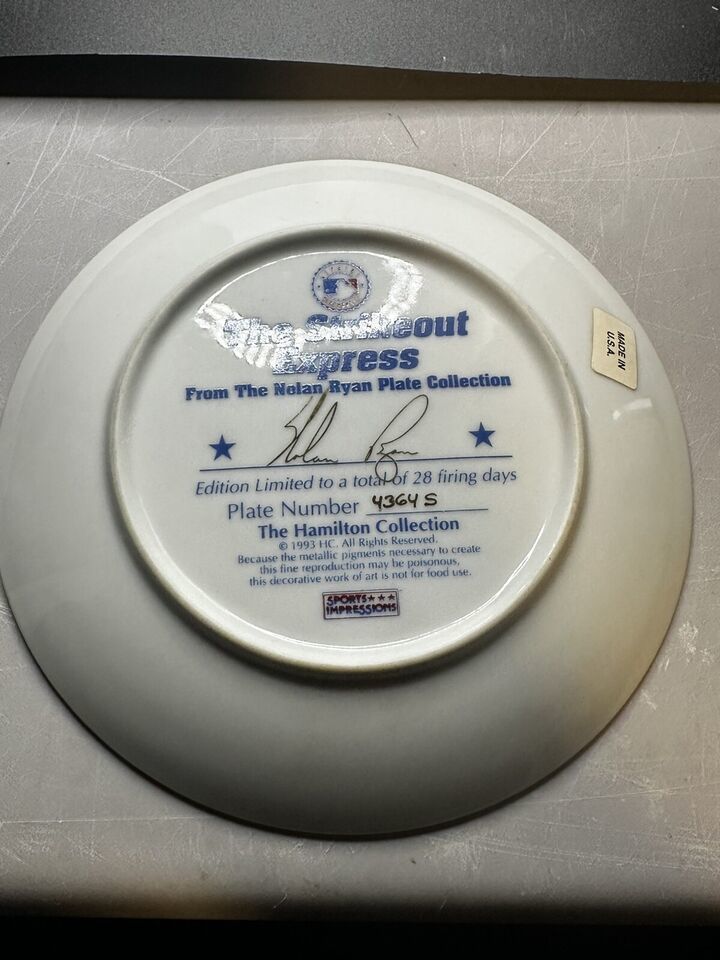 The Strikeout
Express
From The Nolan Ryan Plate Collection
Nolan Ryan
Edition Limited to a total of 28 firing days
Plate Number 4364 S
The Hamilton Collection
© 1993 HC. All Rights Reserved.
Because the metallic pigments necessary to create
this fine reproduction may be poisonous,
this decorative work of art is not for food use.
SPORTS★★★
IMPRESSIONS
MADE IN
U.S.A.